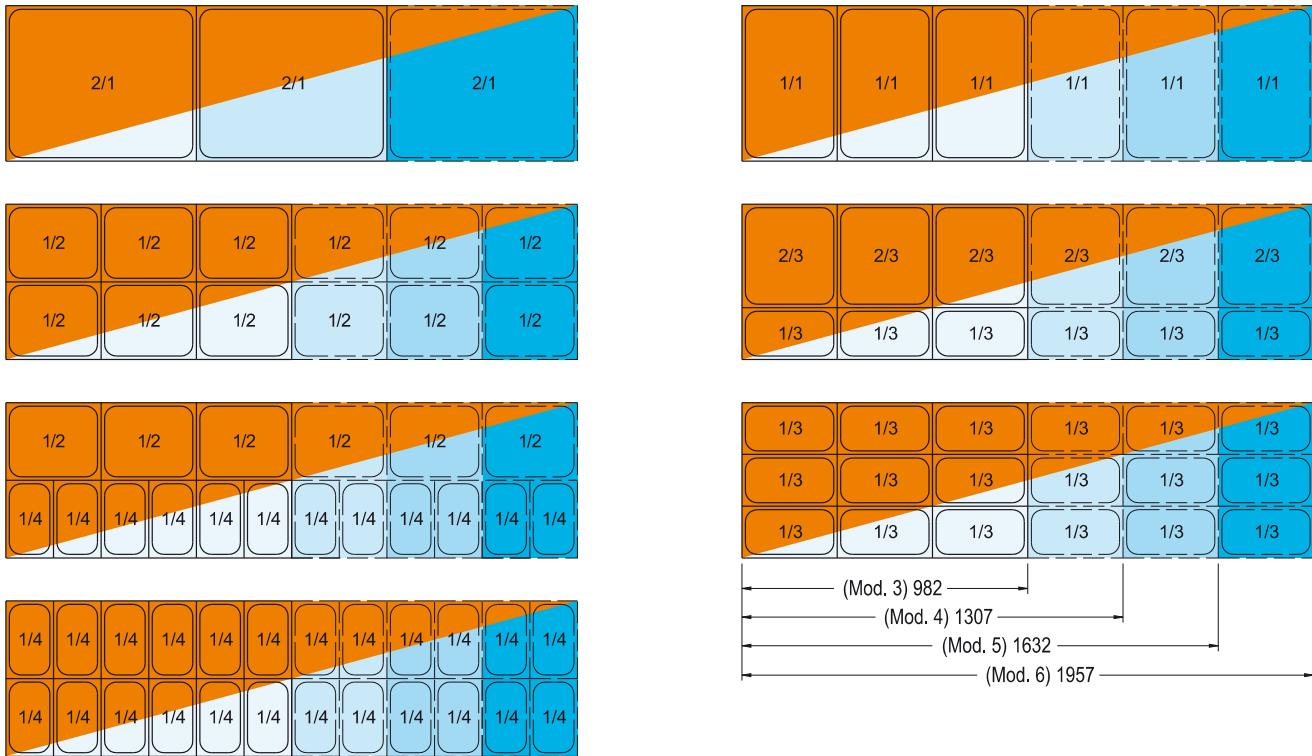 2/1 2/1 2/1
1/1 1/1 1/1 1/1 1/1 1/1
1/2 1/2 1/2 1/2 1/2 1/2
1/2 1/2 1/2 1/2 1/2 1/2
2/3 2/3 2/3 2/3 2/3 2/3
1/3 1/3 1/3 1/3 1/3 1/3
1/2 1/2 1/2 1/2 1/2 1/2
1/4 1/4 1/4 1/4 1/4 1/4 1/4 1/4 1/4 1/4 1/4 1/4
1/3 1/3 1/3 1/3 1/3 1/3
1/3 1/3 1/3 1/3 1/3 1/3
1/3 1/3 1/3 1/3 1/3 1/3
1/4 1/4 1/4 1/4 1/4 1/4 1/4 1/4 1/4 1/4 1/4 1/4
1/4 1/4 1/4 1/4 1/4 1/4 1/4 1/4 1/4 1/4 1/4 1/4
(Mod. 3) 982
(Mod. 4) 1307
(Mod. 5) 1632
(Mod. 6) 1957